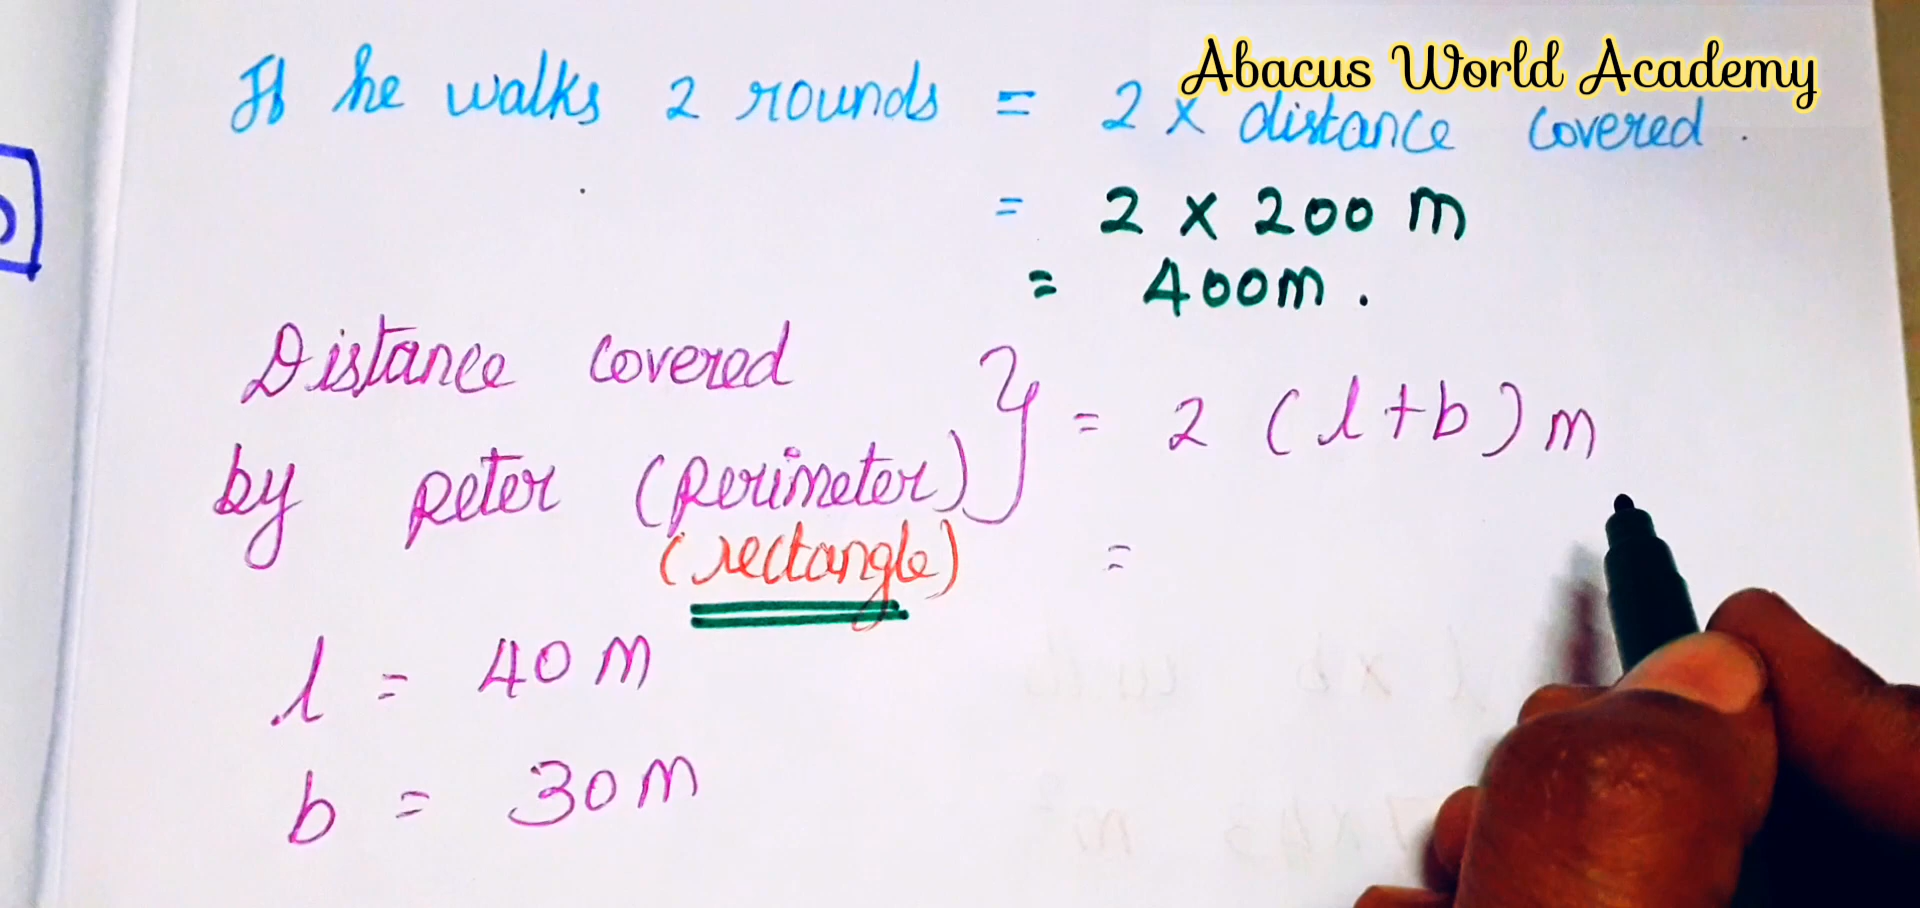 Abacus World Academy
If he walks 2 rounds = 2 x distance covered.
= 2 x 200 m
= 400m.
Distance covered
by peter (perimeter) } = 2 (l+b) m
(rectangle) =
l = 40 m
b = 30 m